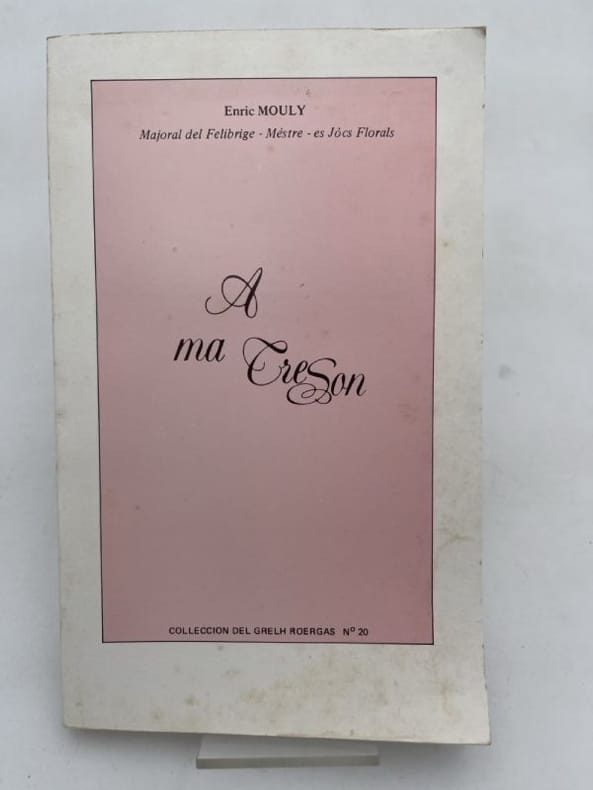 Enric MOULY
Majoral del Felibrige - Méstre - es Jòcs Florals
A
ma TreSon
COLLECCION DEL GRELH ROERGAS Nº 20